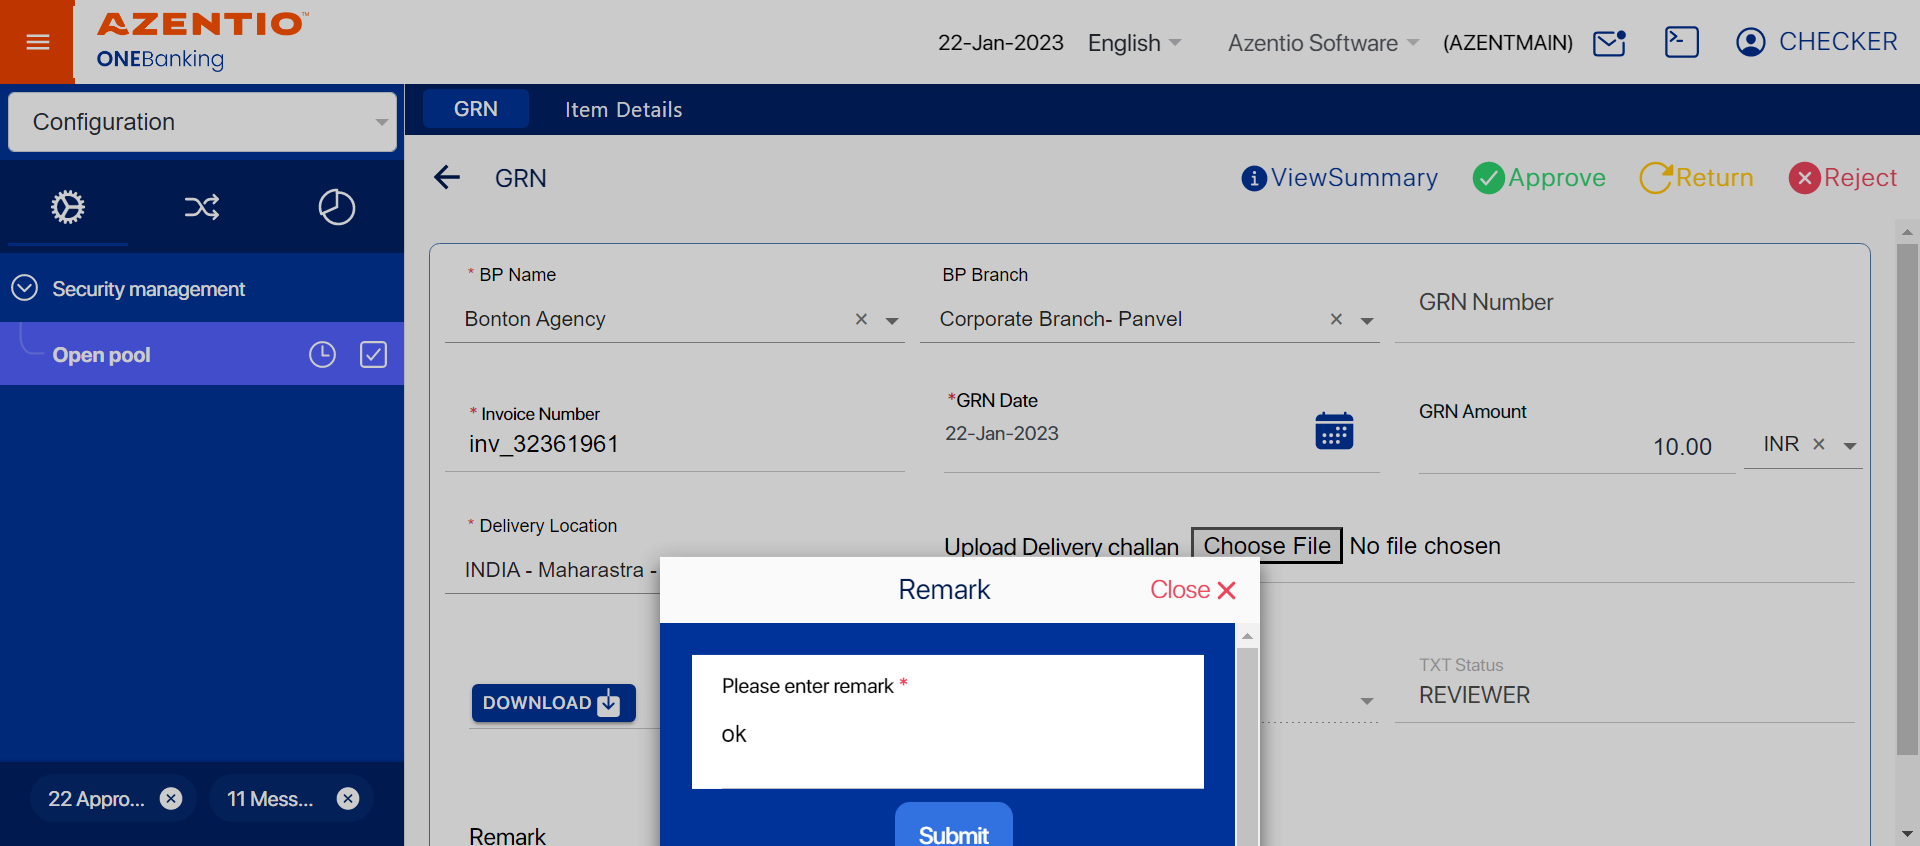 AZENTIO™
ONEBanking
22-Jan-2023 English Azentio Software (AZENTMAIN) CHECKER
Configuration
GRN Item Details
GRN
ViewSummary Approve Return Reject
Security management
Open pool
* BP Name
Bonton Agency
BP Branch
Corporate Branch- Panvel
GRN Number
* Invoice Number
inv_32361961
*GRN Date
22-Jan-2023
GRN Amount
10.00 INR
* Delivery Location
INDIA - Maharastra -
Upload Delivery challan Choose File No file chosen
Remark Close
Please enter remark *
ok
Submit
DOWNLOAD
TXT Status
REVIEWER
Remark
22 Appro... 11 Mess...